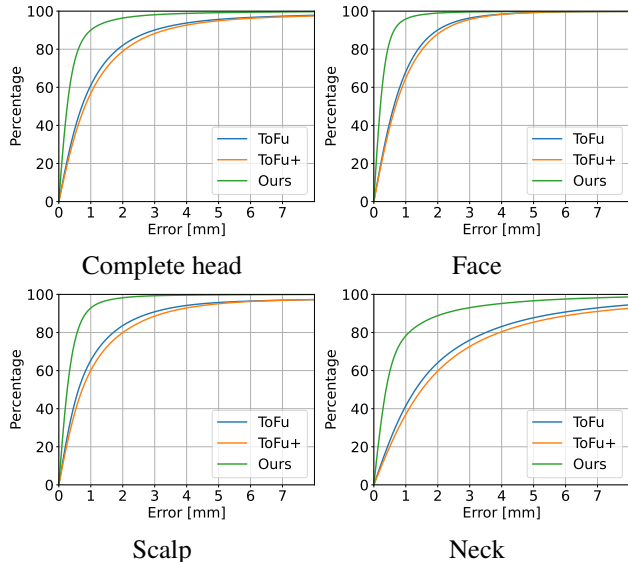 100
80
60
40
20
0
Percentage
0 1 2 3 4 5 6 7
Error [mm]
ToFu
ToFu+
Ours
Complete head
100
80
60
40
20
0
Percentage
0 1 2 3 4 5 6 7
Error [mm]
ToFu
ToFu+
Ours
Face
100
80
60
40
20
0
Percentage
0 1 2 3 4 5 6 7
Error [mm]
ToFu
ToFu+
Ours
Scalp
100
80
60
40
20
0
Percentage
0 1 2 3 4 5 6 7
Error [mm]
ToFu
ToFu+
Ours
Neck